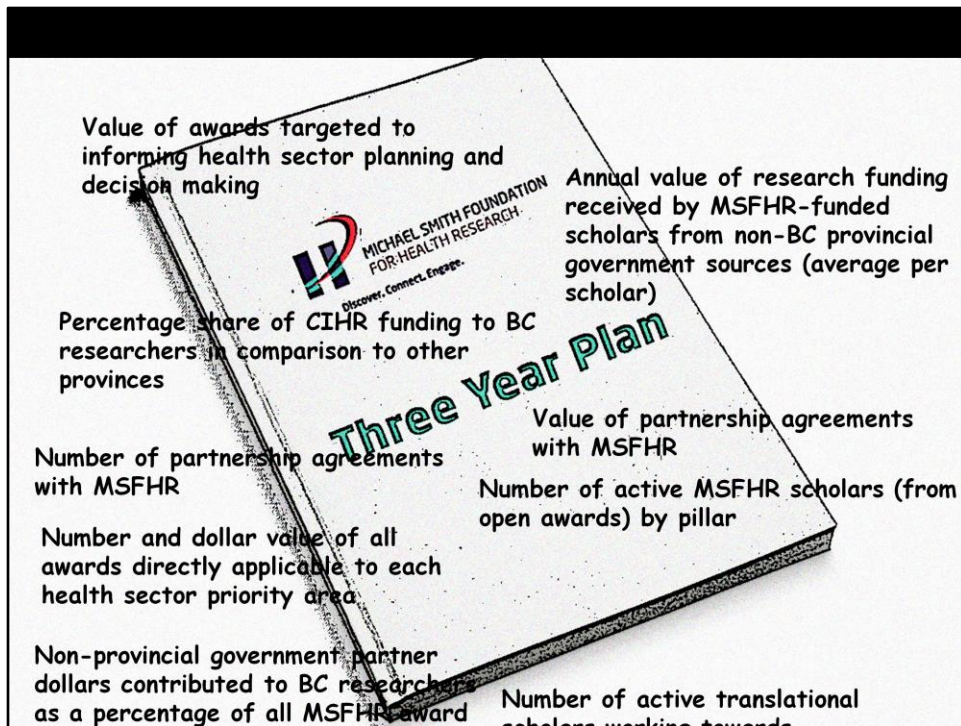 Value of awards targeted to
informing health sector planning and
decision making
Annual value of research funding
received by MSFHR-funded
scholars from non-BC provincial
government sources (average per
scholar)
MICHAEL SMITH FOUNDATION
FOR HEALTH RESEARCH
Discover. Connect. Engage.
Percentage share of CIHR funding to BC
researchers in comparison to other
provinces
Three Year Plan
Value of partnership agreements
with MSFHR
Number of partnership agreements
with MSFHR
Number of active MSFHR scholars (from
open awards) by pillar
Number and dollar value of all
awards directly applicable to each
health sector priority area
Non-provincial government partner
dollars contributed to BC researchers
as a percentage of all MSFHR award
Number of active translational
scholars working towards